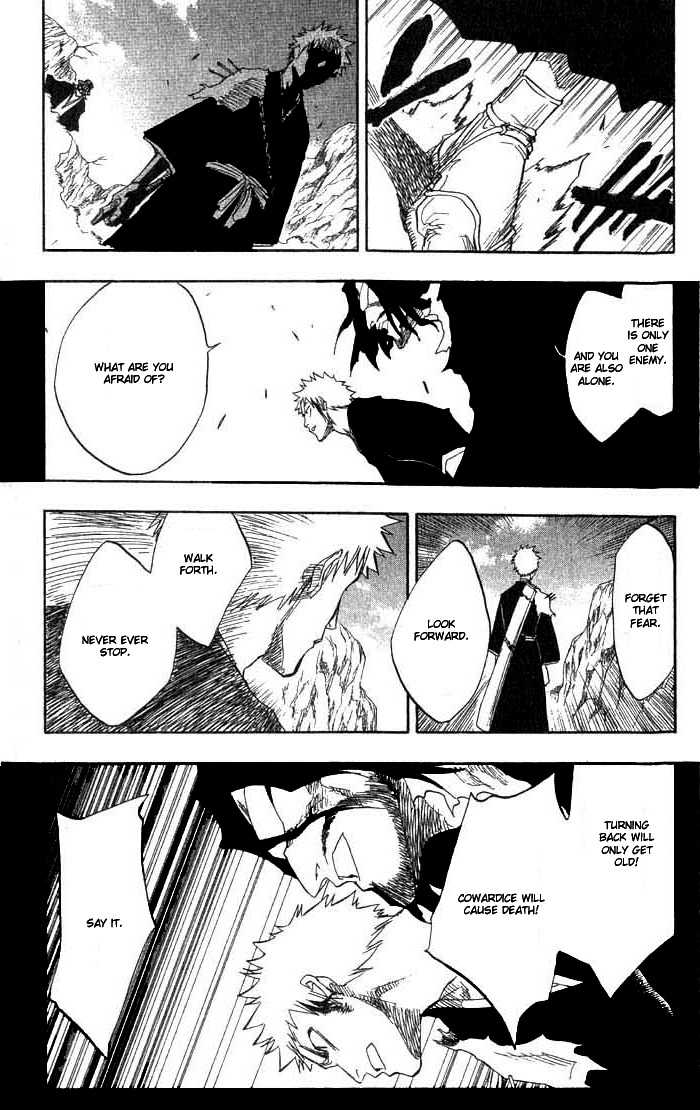 THERE
IS ONLY
ONE
ENEMY.
AND YOU
ARE ALSO
ALONE.
WHAT ARE YOU
AFRAID OF?
FORGET
THAT
FEAR.
LOOK
FORWARD.
WALK
FORTH.
NEVER EVER
STOP.
TURNING
BACK WILL
ONLY GET
OLD!
COWARDICE WILL
CAUSE DEATH!
SAY IT.